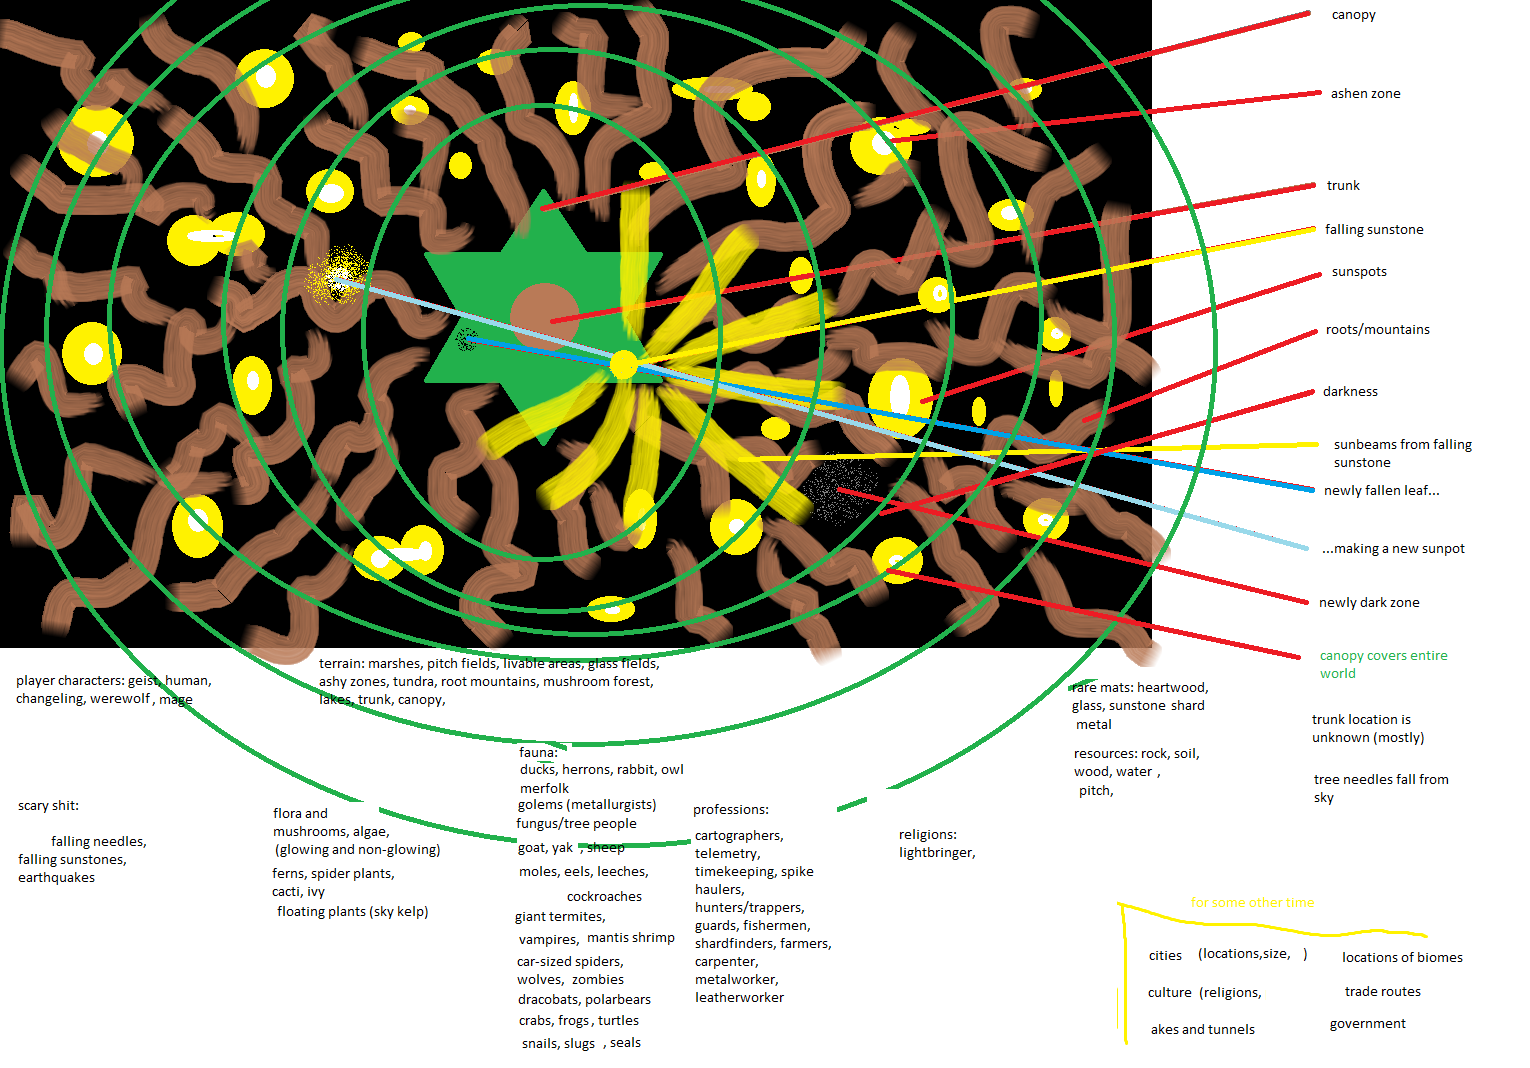 canopy
ashen zone
trunk
falling sunstone
sunspots
roots/mountains
darkness
sunbeams from falling
sunstone
newly fallen leaf...
...making a new sunpot
newly dark zone
canopy covers entire
world
trunk location is
unknown (mostly)
tree needles fall from
sky
player characters: geist, human,
changeling, werewolf , mage
terrain: marshes, pitch fields, livable areas, glass fields,
ashy zones, tundra, root mountains, mushroom forest,
lakes, trunk, canopy,
rare mats: heartwood,
glass, sunstone shard
metal
resources: rock, soil,
wood, water ,
pitch,
scary shit:
falling needles,
falling sunstones,
earthquakes
flora and
mushrooms, algae,
(glowing and non-glowing)
ferns, spider plants,
cacti, ivy
floating plants (sky kelp)
fauna:
ducks, herrons, rabbit, owl
merfolk
golems (metallurgists)
fungus/tree people
goat, yak , sheep
moles, eels, leeches,
cockroaches
giant termites,
vampires, mantis shrimp
car-sized spiders,
wolves, zombies
dracobats, polarbears
crabs, frogs , turtles
snails, slugs , seals
professions:
cartographers,
telemetry,
timekeeping, spike
haulers,
hunters/trappers,
guards, fishermen,
shardfinders, farmers,
carpenter,
metalworker,
leatherworker
religions:
lightbringer,
for some other time
cities (locations,size, )
locations of biomes
culture (religions,
trade routes
akes and tunnels
government